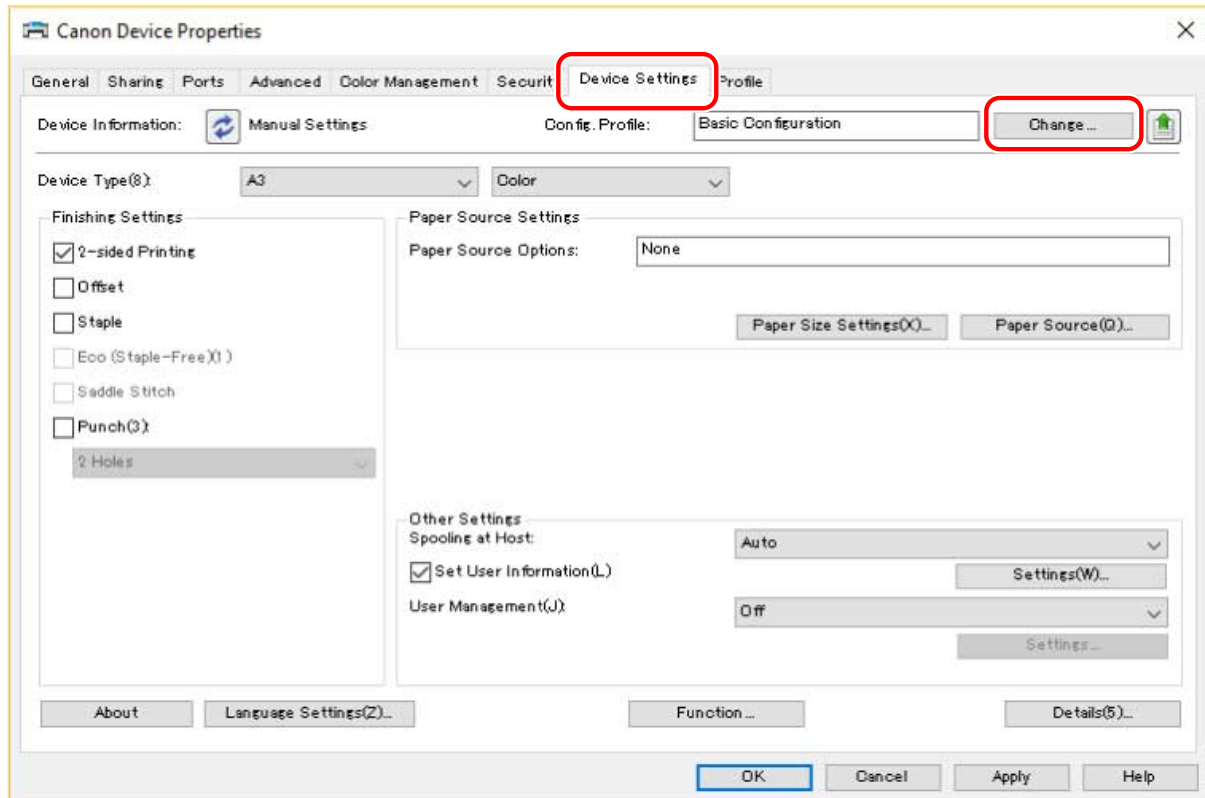 Canon Device Properties
General Sharing Ports Advanced Color Management Securit Device Settings Profile
Device Information: Manual Settings Config. Profile: Basic Configuration Change...
Device Type(8): A3 Color
Finishing Settings
2-sided Printing
Offset
Staple
Eco (Staple-Free)(1)
Saddle Stitch
Punch(3):
2 Holes
Paper Source Settings
Paper Source Options: None
Paper Size Settings(X)... Paper Source(Q)...
Other Settings
Spooling at Host: Auto
Set User Information(L) Settings(W)...
User Management(J): Off
Settings...
About Language Settings(Z)... Function ... Details(5)...
OK Cancel Apply Help